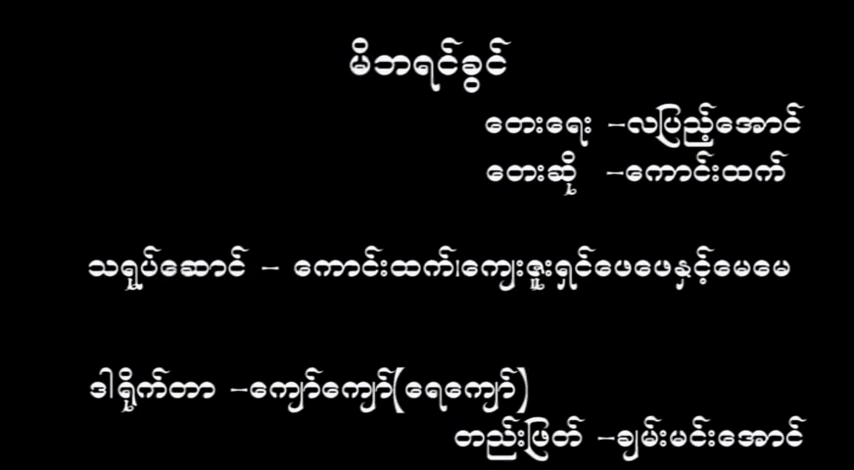 မိဘရင်ခွင်
တေးရေး -လပြည့်အောင်
တေးဆို -ကောင်းထက်
သရုပ်ဆောင် - ကောင်းထက်၊ကျေးဇူးရှင်ဖေဖေနှင့်မေမေ
ဒါရိုက်တာ -ကျော်ကျော်(ရေကျော်)
တည်းဖြတ် -ချမ်းမင်းအောင်